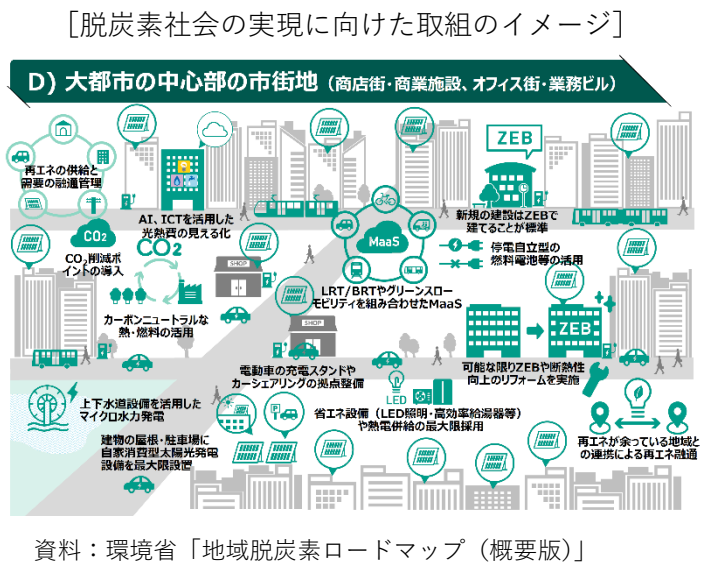 ［脱炭素社会の実現に向けた取組のイメージ］
D）大都市の中心部の市街地（商店街・商業施設、オフィス街・業務ビル）
再エネの供給と
需要の融通管理
AI、ICTを活用した
光熱費の見える化
ZEB
新規の建設はZEBで
建てることが標準
CO2
CO2削減ポ
イントの導入
CO2
MaaS
停電自立型の
燃料電池等の活用
SHOP
LRT/BRTやグリーンスロー
モビリティを組み合わせたMaaS
カーボンニュートラルな
熱・燃料の活用
SHOP
ZEB
電動車の充電スタンドや
カーシェアリングの拠点整備
可能な限りZEBや断熱性
向上のリフォームを実施
上下水道設備を活用した
マイクロ水力発電
LED
P
省エネ設備（LED照明・高効率給湯器等）
や熱電併給の最大限採用
建物の屋根・駐車場に
自家消費型太陽光発電
設備を最大限設置
再エネが余っている地域と
の連携による再エネ融通
資料：環境省「地域脱炭素ロードマップ（概要版）」